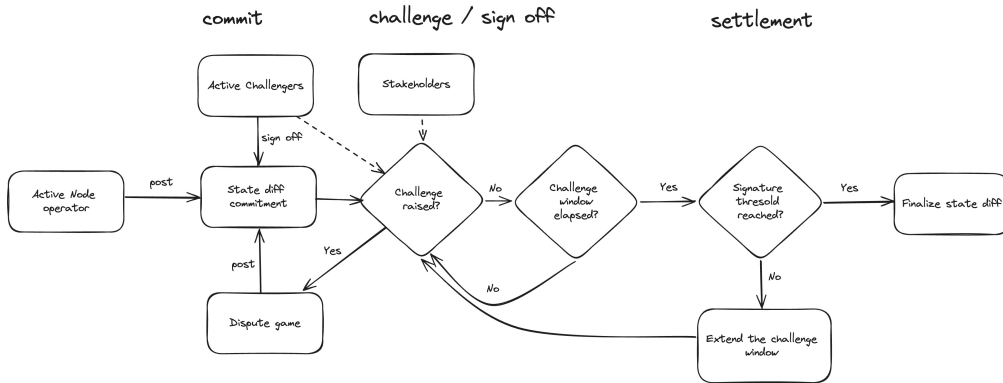 commit
challenge / sign off
settlement
Active Challengers
Stakeholders
sign off
Active Node
operator
post
State diff
commitment
Challenge
raised?
No
Challenge
window
elapsed?
Yes
Signature
thresold
reached?
Yes
Finalize state diff
Yes
post
No
No
Dispute game
Extend the challenge
window